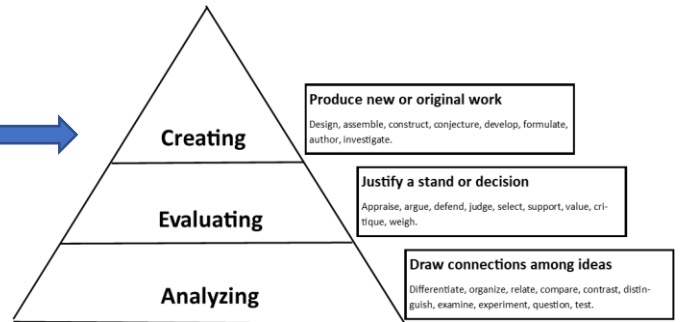 Creating
Produce new or original work
Design, assemble, construct, conjecture, develop, formulate,
author, investigate.
Evaluating
Justify a stand or decision
Appraise, argue, defend, judge, select, support, value, cri-
tique, weigh.
Analyzing
Draw connections among ideas
Differentiate, organize, relate, compare, contrast, distin-
guish, examine, experiment, question, test.